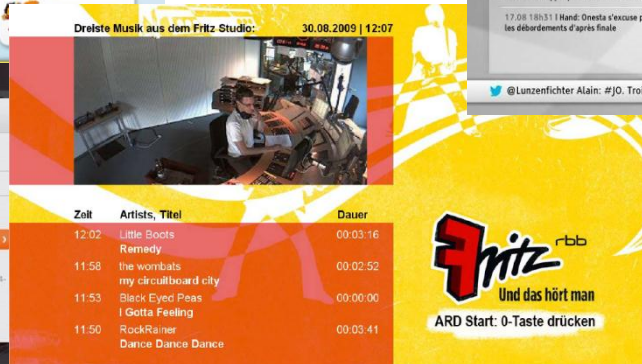 Dreiste Musik aus dem Fritz Studio: 30.08.2009 | 12:07
Zeit Artists, Titel Dauer
12:02 Little Boots 00:03:16
Remedy
11:58 the wombats 00:02:52
my circuitboard city
11:53 Black Eyed Peas 00:00:00
I Gotta Feeling
11:50 RockRainer 00:03:41
Dance Dance Dance
17.08 18h31 I Hand: Onesta s'excuse
les débordements d'après finale
@Lunzenfichter Alain: #JO.
Fritz rbb
Und das hört man
ARD Start: 0-Taste drücken